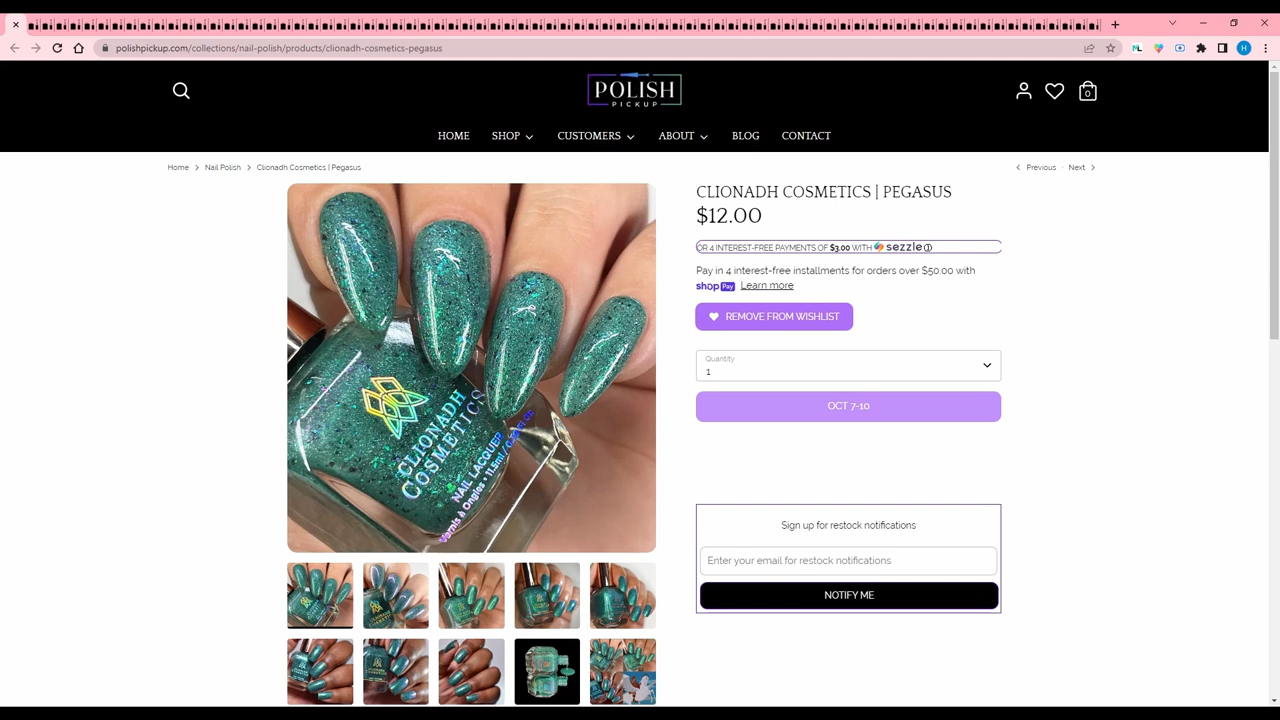 polishpickup.com/collections/nail-polish/products/clionadh-cosmetics-pegasus
POLISH
PICKUP
0
HOME
SHOP
CUSTOMERS
ABOUT
BLOG
CONTACT
Home
Nail Polish
Clionadh Cosmetics | Pegasus
Previous
Next
CLIONADH
COSMETICS
NAIL LACQUER
CLIONADH COSMETICS | PEGASUS
$12.00
OR 4 INTEREST-FREE PAYMENTS OF $3.00 WITH sezzle
Pay in 4 interest-free installments for orders over $50.00 with
shop Pay Learn more
REMOVE FROM WISHLIST
Quantity
1
OCT 7-10
Sign up for restock notifications
Enter your email for restock notifications
NOTIFY ME